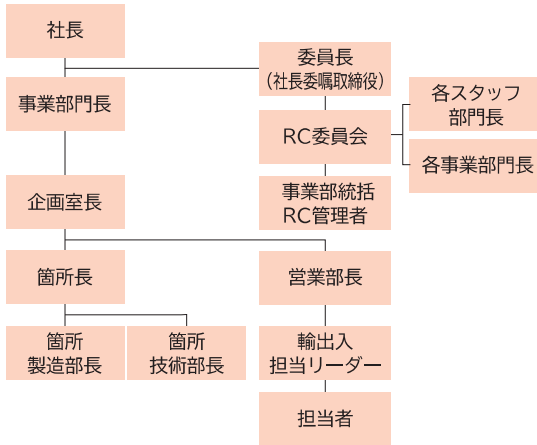 社長
委員長
（社長委嘱取締役）
事業部門長
各スタッフ
部門長
RC委員会
各事業部門長
企画室長
事業部統括
RC管理者
箇所長
営業部長
箇所
製造部長
箇所
技術部長
輸出入
担当リーダー
担当者